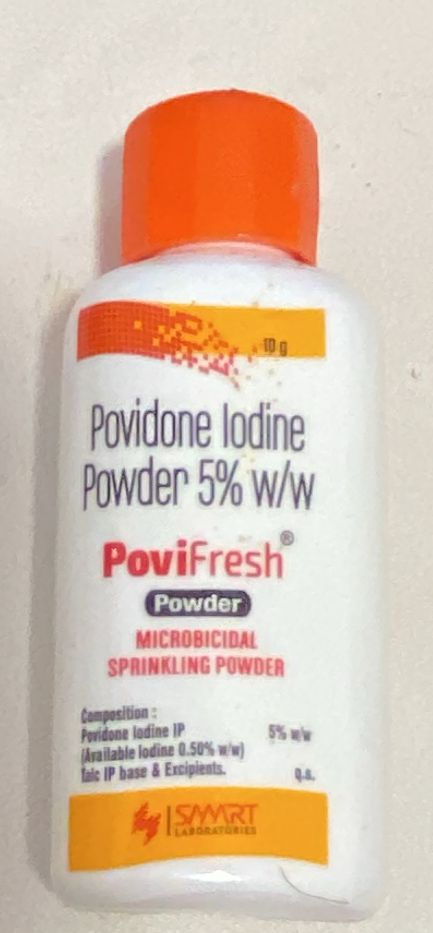 10 g
Povidone Iodine
Powder 5% w/w
PoviFresh®
Powder
MICROBICIDAL
SPRINKLING POWDER
Composition :
Povidone Iodine IP 5% w/w
(Available Iodine 0.50% w/w)
Talc IP base & Excipients. q.s.
SMART
LABORATORIES